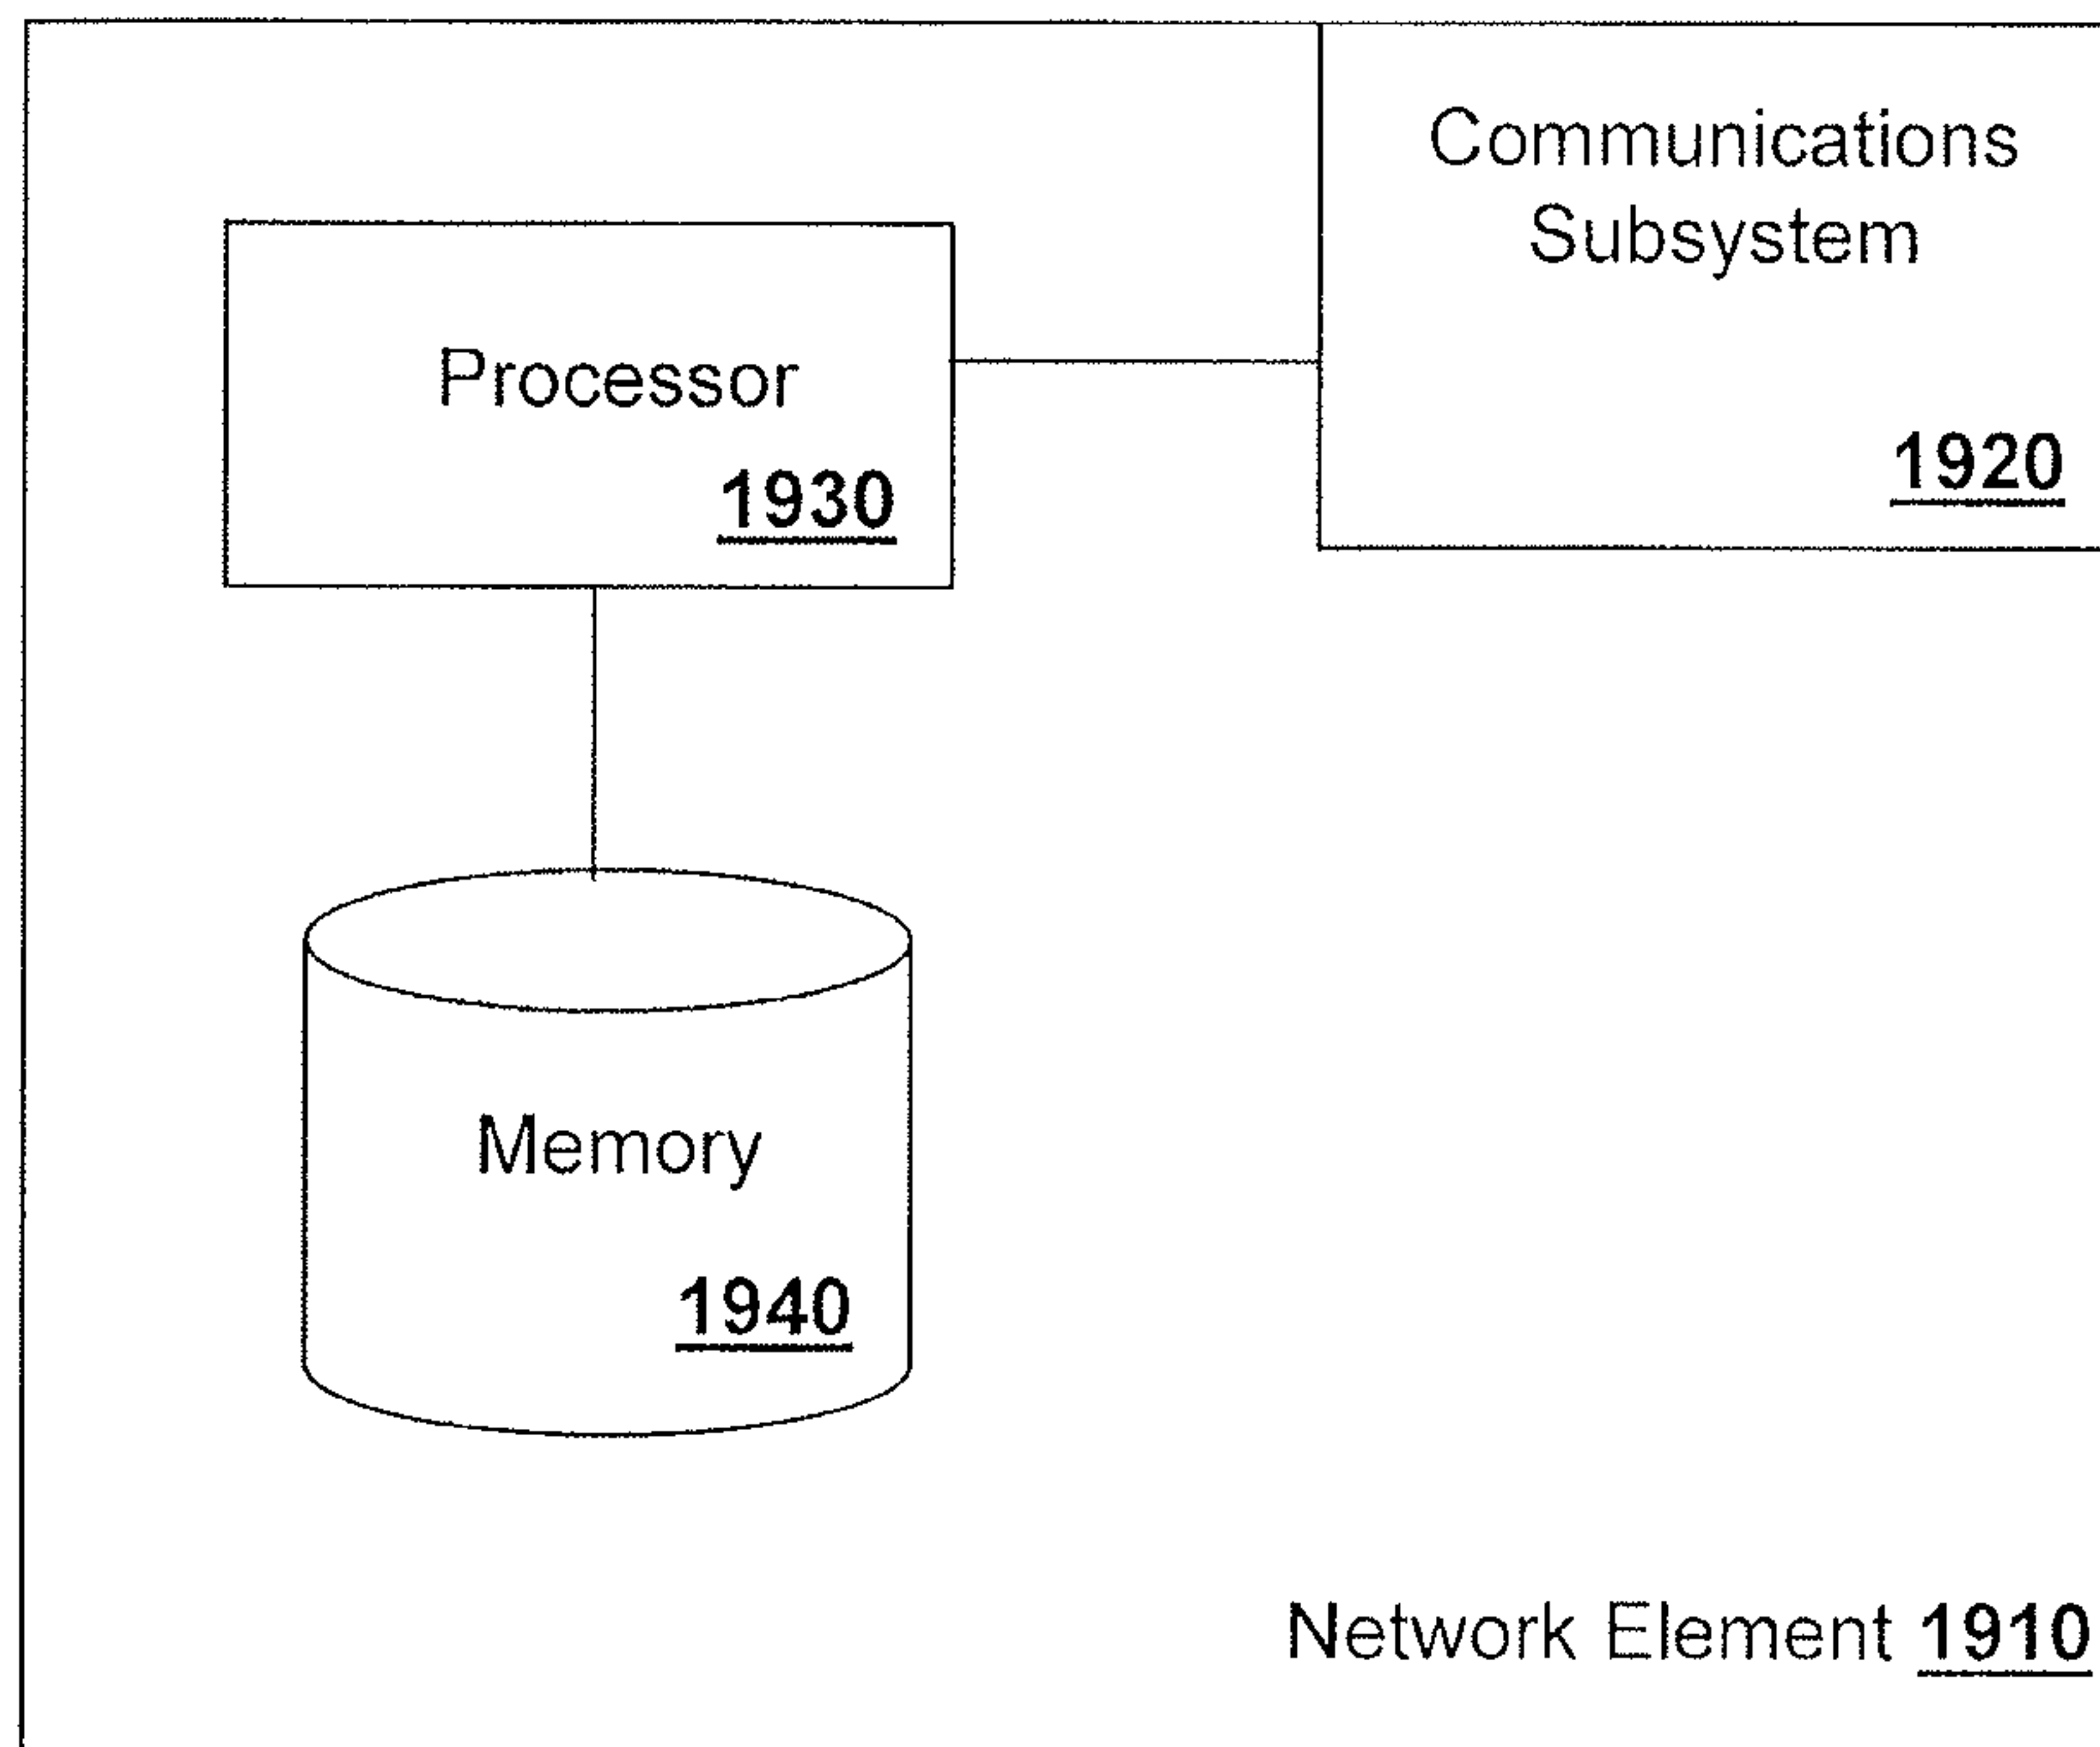 Communications
Subsystem
1920
Processor
1930
Memory
1940
Network Element 1910